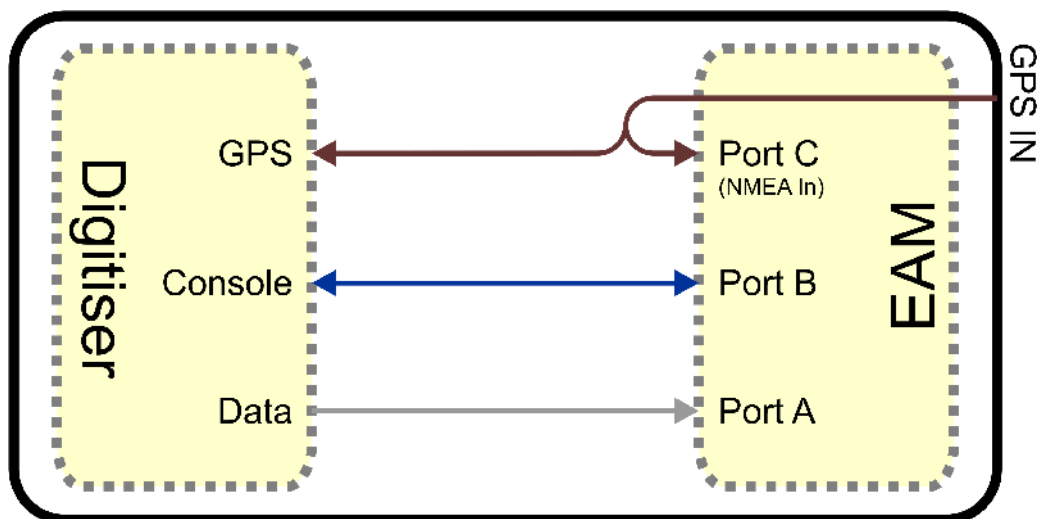 GPS IN
GPS
Port C
(NMEA In)
Digitiser
EAM
Console
Port B
Data
Port A